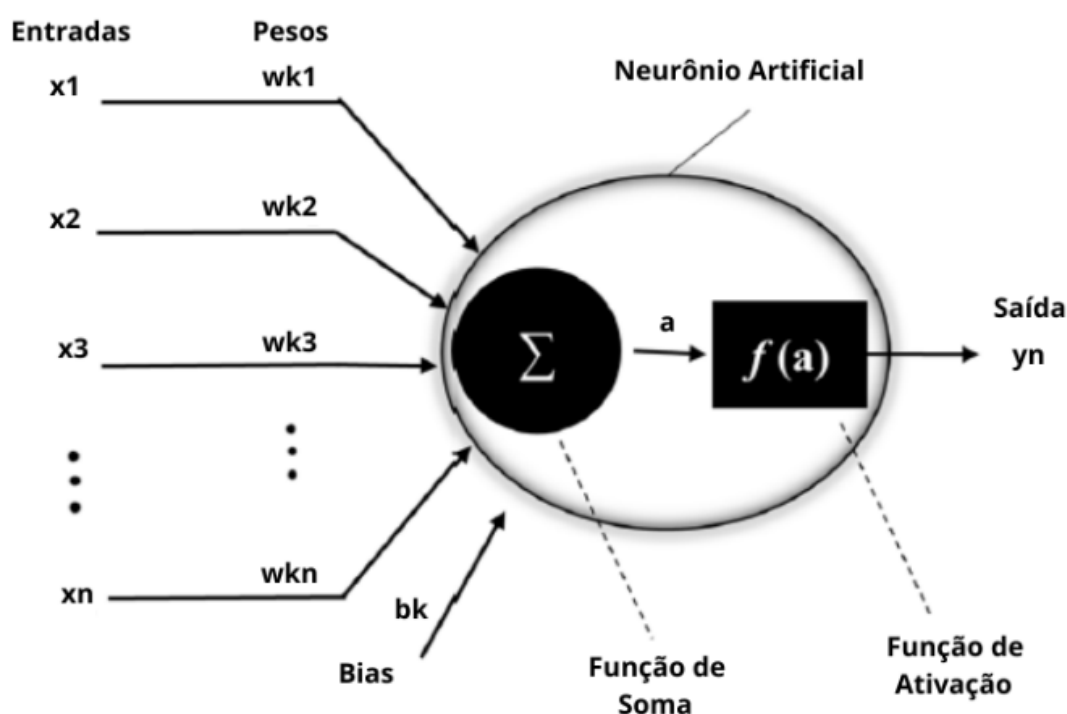 Entradas
Pesos
x1
wk1
Neurônio Artificial
x2
wk2
x3
wk3
Σ
a
f (a)
Saída
yn
xn
wkn
bk
Bias
Função de
Soma
Função de
Ativação